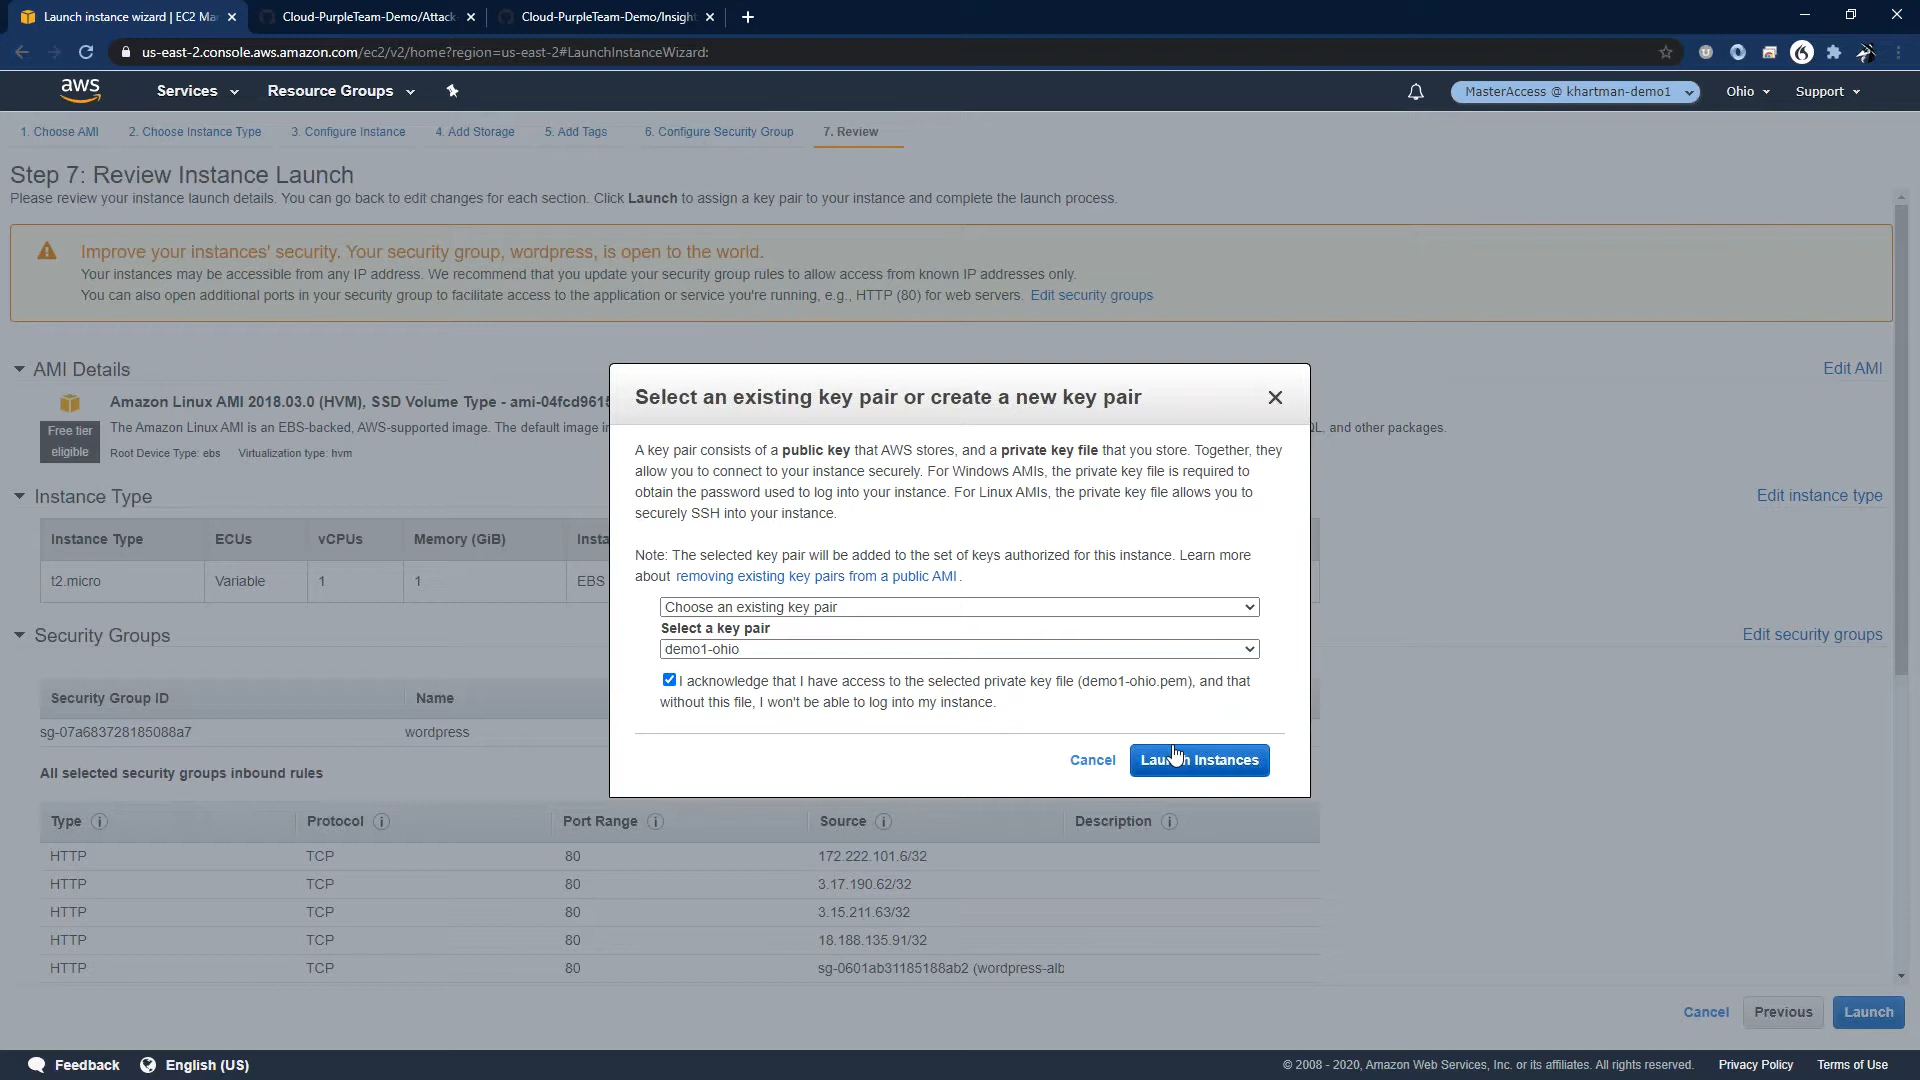 Launch instance wizard | EC2 Ma
Cloud-PurpleTeam-Demo/Attack-
Cloud-PurpleTeam-Demo/Insigh
us-east-2.console.aws.amazon.com/ec2/v2/home?region=us-east-2#LaunchInstanceWizard:
aws
Services
Resource Groups
MasterAccess @ khartman-demo1
Ohio
Support
1. Choose AMI
2. Choose Instance Type
3. Configure Instance
4. Add Storage
5. Add Tags
6. Configure Security Group
7. Review
Step 7: Review Instance Launch
Please review your instance launch details. You can go back to edit changes for each section. Click Launch to assign a key pair to your instance and complete the launch process.
Improve your instances' security. Your security group, wordpress, is open to the world.
Your instances may be accessible from any IP address. We recommend that you update your security group rules to allow access from known IP addresses only.
You can also open additional ports in your security group to facilitate access to the application or service you're running, e.g., HTTP (80) for web servers. Edit security groups
AMI Details
Edit AMI
Amazon Linux AMI 2018.03.0 (HVM), SSD Volume Type - ami-04fcd9615
Free tier eligible
The Amazon Linux AMI is an EBS-backed, AWS-supported image. The default image i
L, and other packages.
Root Device Type: ebs Virtualization type: hvm
Instance Type
Edit instance type
Instance Type ECUs vCPUs Memory (GiB) Insta
t2.micro Variable 1 1 EBS
Security Groups
Edit security groups
Security Group ID Name
sg-07a683728185088a7 wordpress
All selected security groups inbound rules
Type Protocol Port Range Source Description
HTTP TCP 80 172.222.101.6/32
HTTP TCP 80 3.17.190.62/32
HTTP TCP 80 3.15.211.63/32
HTTP TCP 80 18.188.135.91/32
HTTP TCP 80 sg-0601ab31185188ab2 (wordpress-alb
Select an existing key pair or create a new key pair
A key pair consists of a public key that AWS stores, and a private key file that you store. Together, they
allow you to connect to your instance securely. For Windows AMIs, the private key file is required to
obtain the password used to log into your instance. For Linux AMIs, the private key file allows you to
securely SSH into your instance.
Note: The selected key pair will be added to the set of keys authorized for this instance. Learn more
about removing existing key pairs from a public AMI.
Choose an existing key pair
Select a key pair
demo1-ohio
I acknowledge that I have access to the selected private key file (demo1-ohio.pem), and that
without this file, I won't be able to log into my instance.
Cancel
Launch Instances
Cancel
Previous
Launch
Feedback
English (US)
© 2008 - 2020, Amazon Web Services, Inc. or its affiliates. All rights reserved.
Privacy Policy
Terms of Use